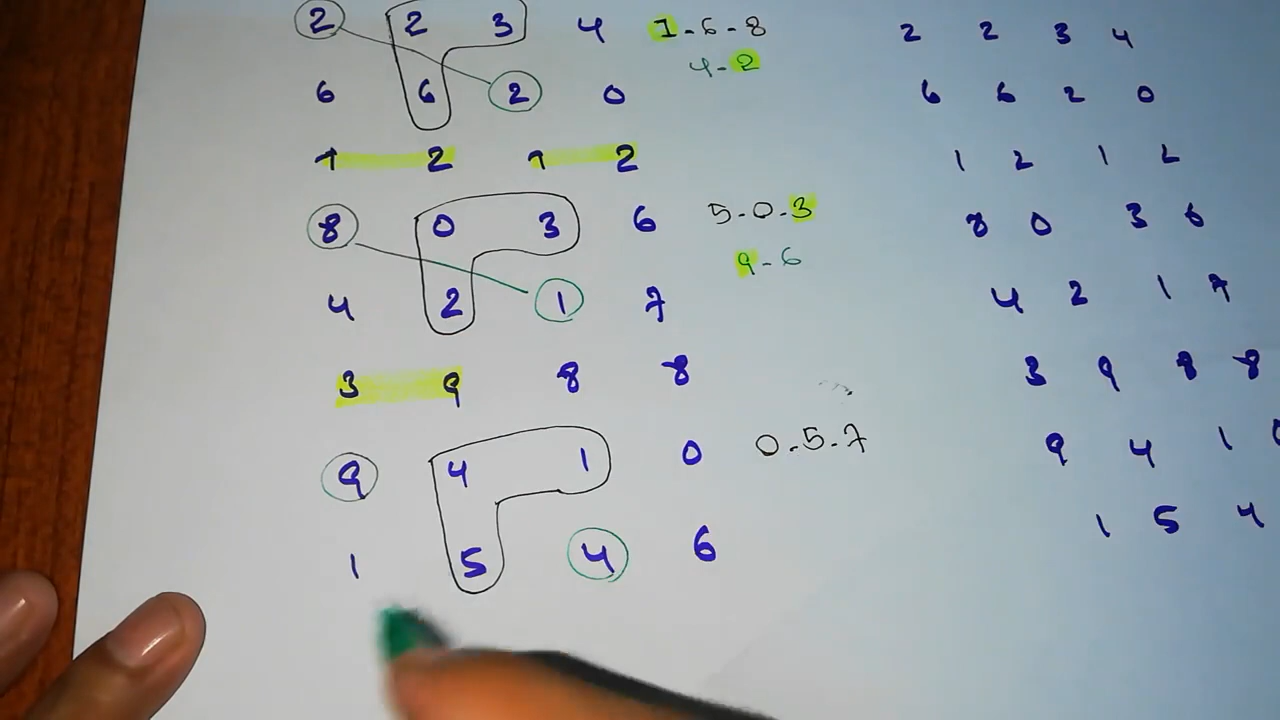 2 2 3 4 1-6-8 2 2 3 4
4-2
6 6 2 0 6 6 2 0
1 2 1 2 1 2 1 2
8 0 3 6 5-0-3 8 0 3 6
9-6
4 2 1 7 4 2 1 7
3 9 8 8 3 9 8 8
9 4 1 0 0-5-7 9 4 1
1 5 4 6 1 5 4